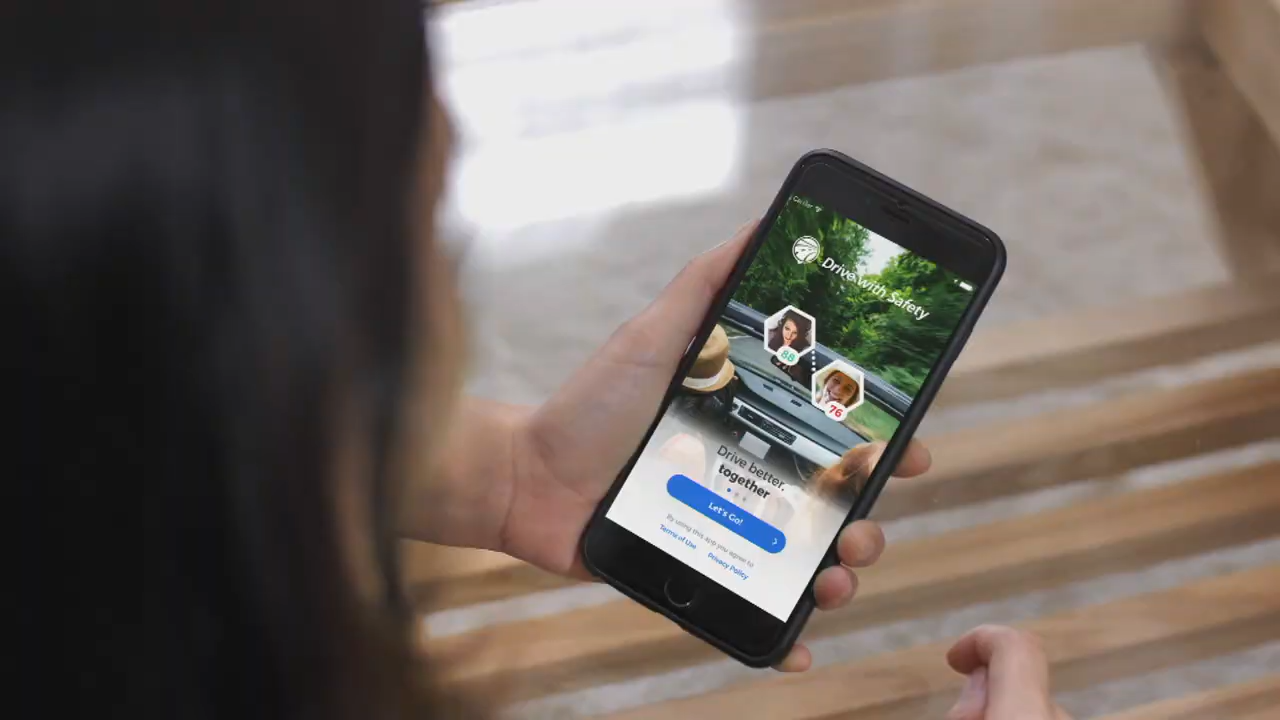 Carrier
Drive with Safety
88
76
Drive better,
together
Let's Go!
By using this app you agree to
Terms of Use Privacy Policy